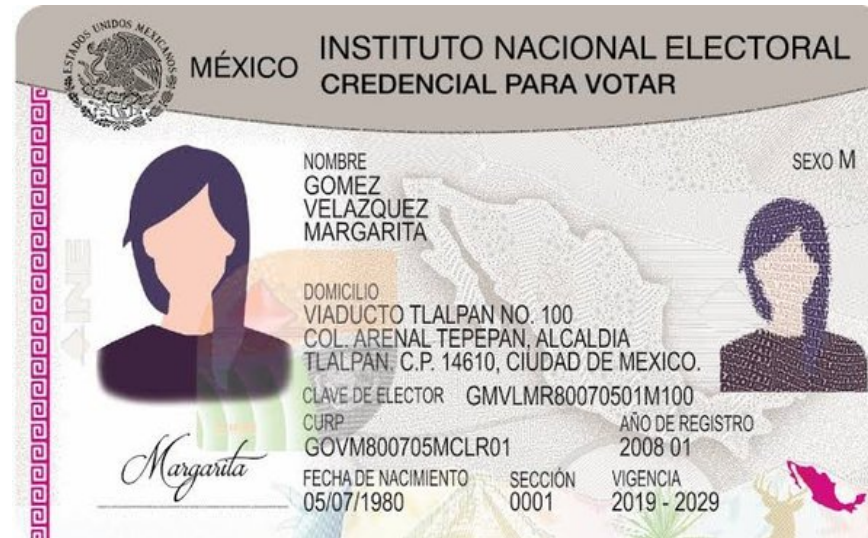 ESTADOS UNIDOS MEXICANOS
MÉXICO
INSTITUTO NACIONAL ELECTORAL
CREDENCIAL PARA VOTAR
NOMBRE
GOMEZ
VELAZQUEZ
MARGARITA
SEXO M
DOMICILIO
VIADUCTO TLALPAN NO. 100
COL. ARENAL TEPEPAN, ALCALDIA
TLALPAN, C.P. 14610, CIUDAD DE MEXICO.
CLAVE DE ELECTOR GMVLMR80070501M100
CURP
GOVM800705MCLR01
AÑO DE REGISTRO
2008 01
FECHA DE NACIMIENTO
05/07/1980
SECCIÓN
0001
VIGENCIA
2019 - 2029
INE
Margarita